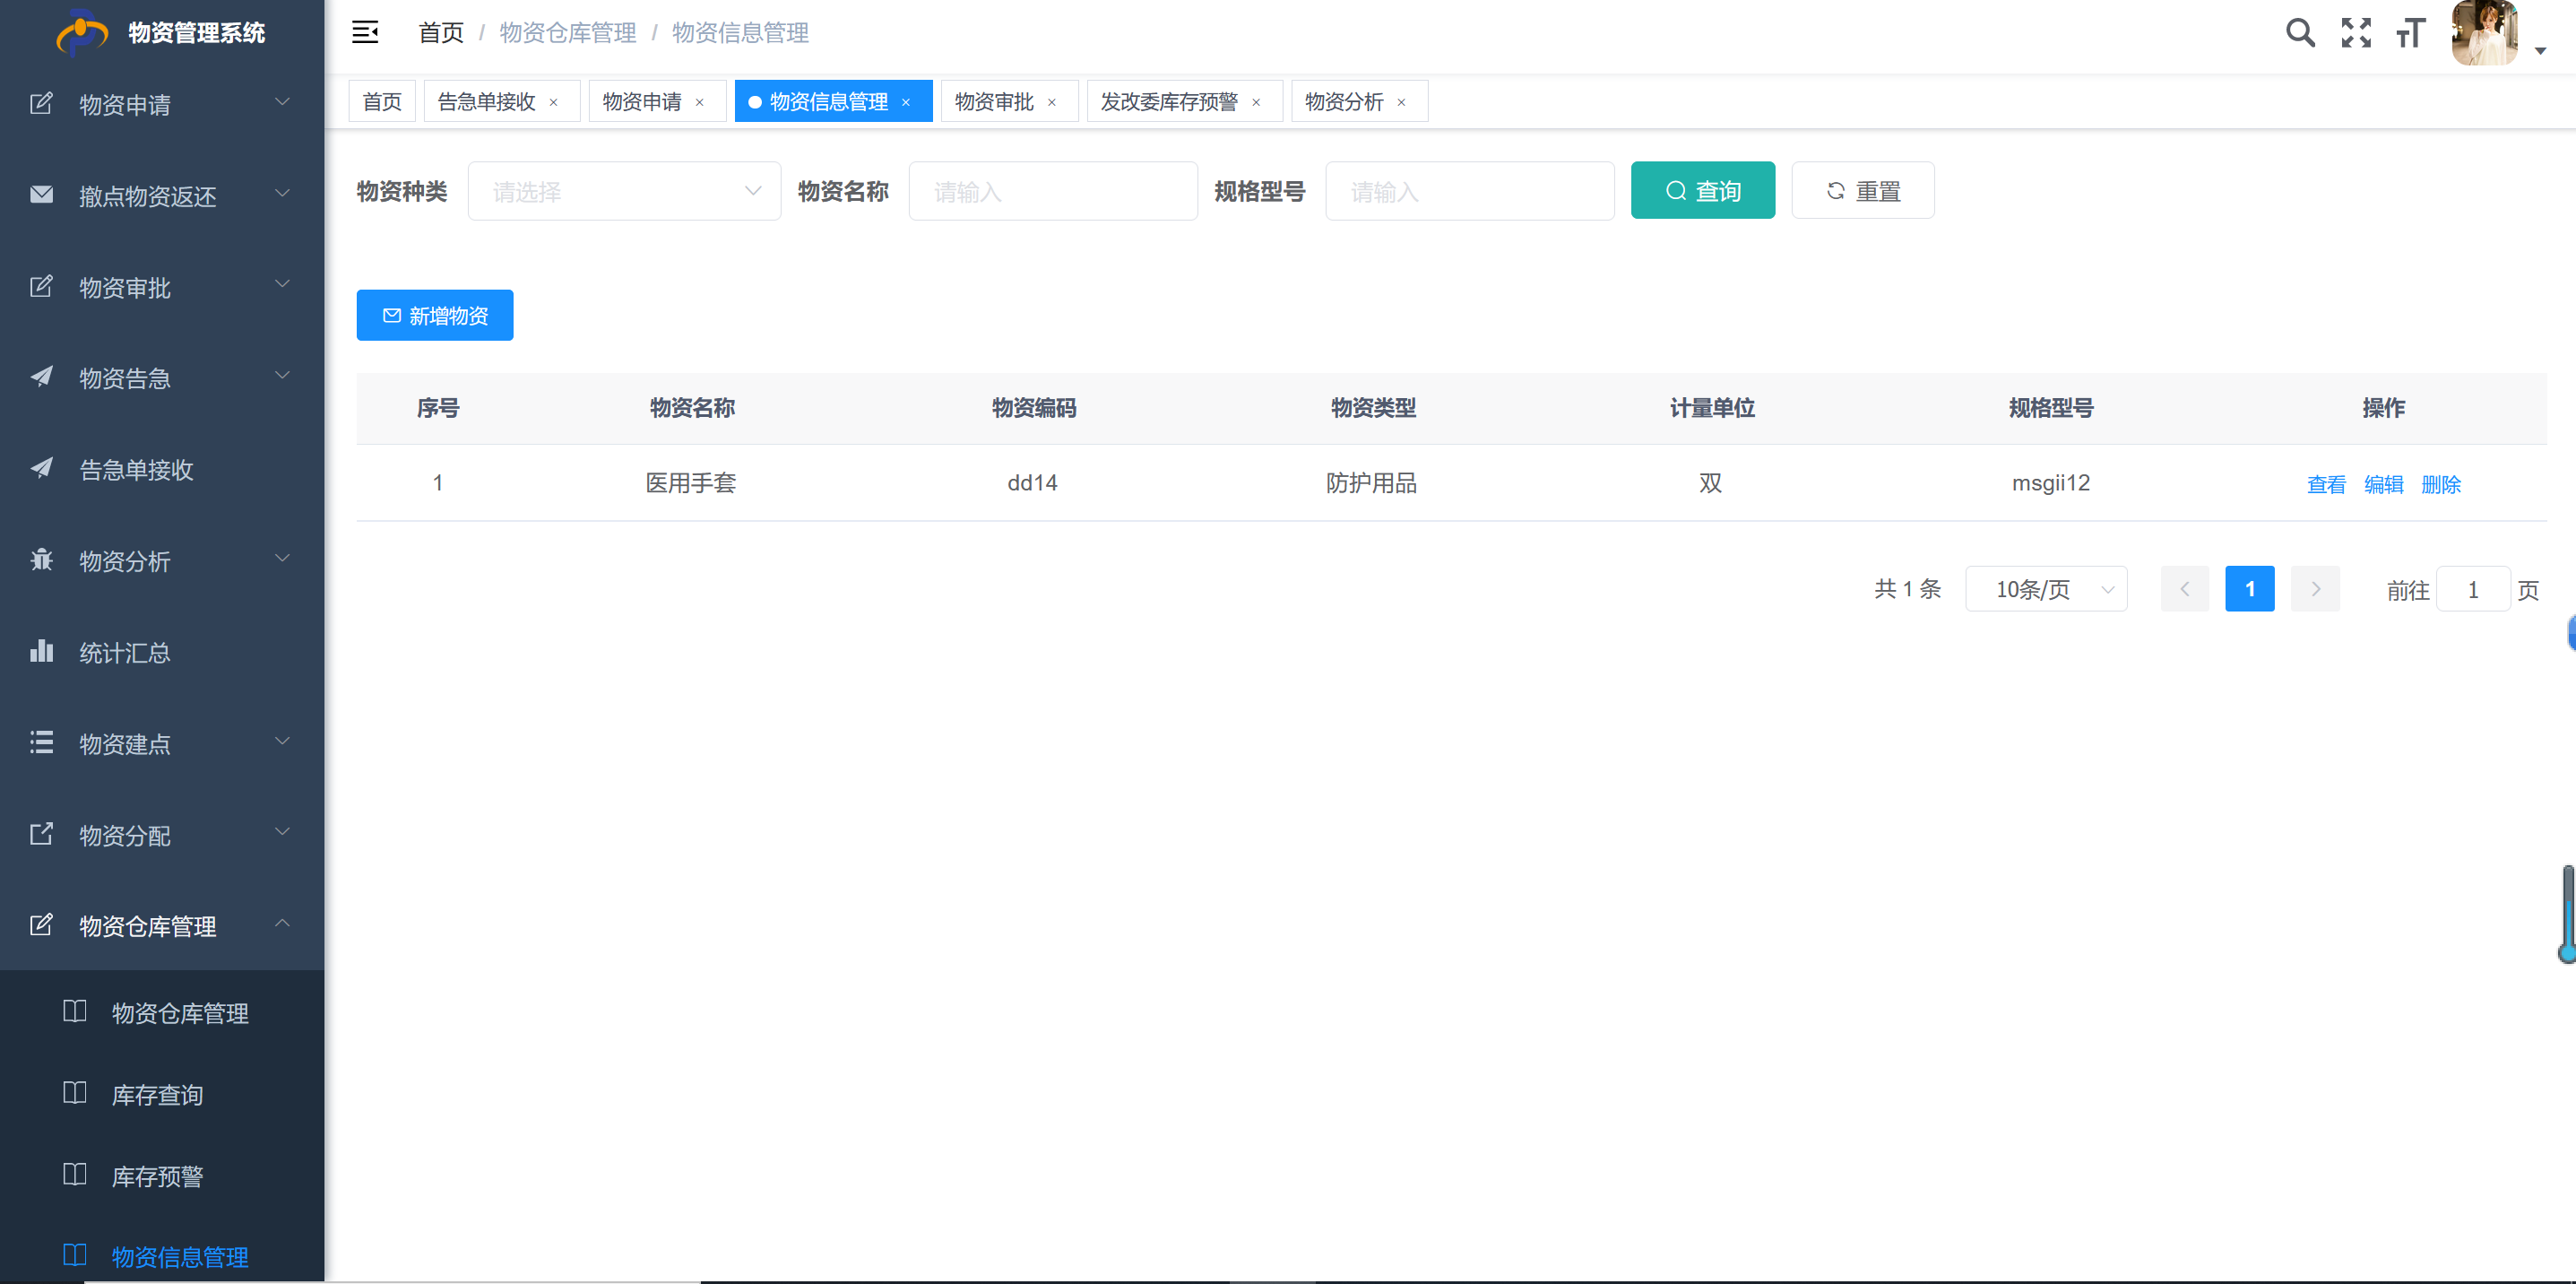 物资管理系统
首页 / 物资仓库管理 / 物资信息管理
首页 告急单接收 × 物资申请 × 物资信息管理 × 物资审批 × 发改委库存预警 × 物资分析 ×
物资申请
撤点物资返还
物资审批
物资告急
告急单接收
物资分析
统计汇总
物资建点
物资分配
物资仓库管理
物资仓库管理
库存查询
库存预警
物资信息管理
物资种类 请选择 物资名称 请输入 规格型号 请输入 查询 重置
新增物资
序号 物资名称 物资编码 物资类型 计量单位 规格型号 操作
1 医用手套 dd14 防护用品 双 msgii12 查看 编辑 删除
共 1 条 10条/页 1 前往 1 页